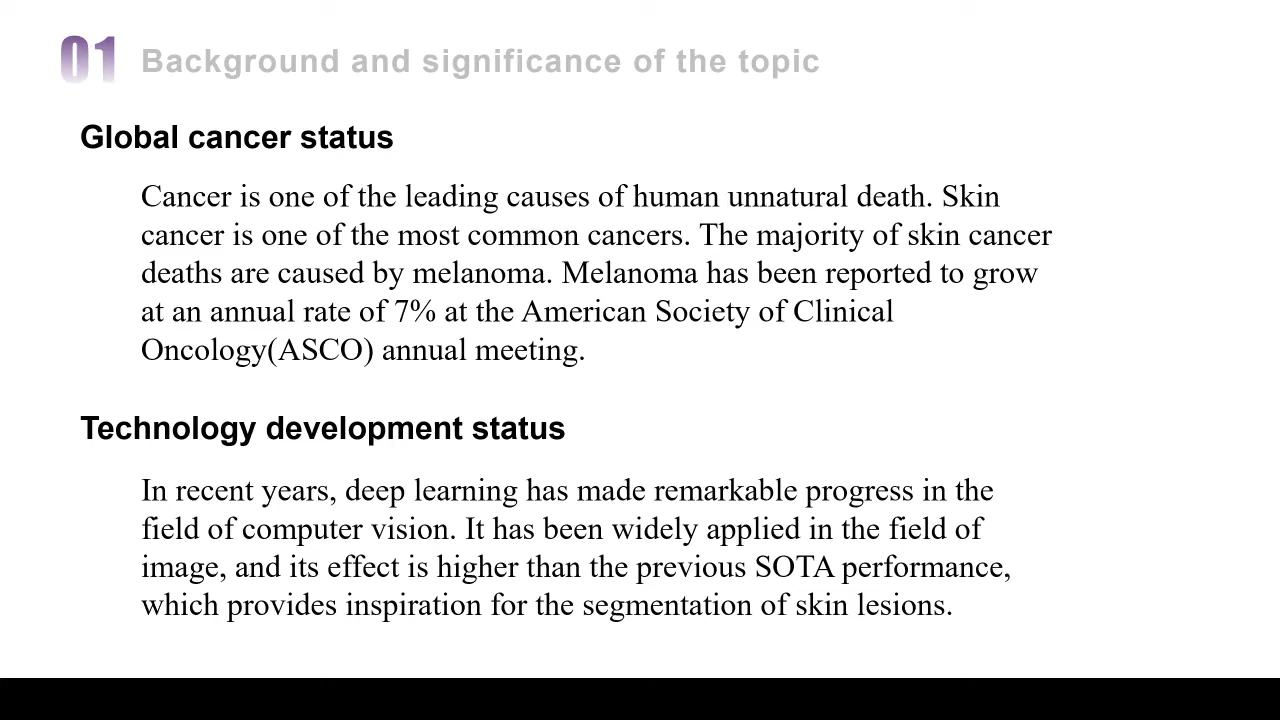 01 Background and significance of the topic
Global cancer status
Cancer is one of the leading causes of human unnatural death. Skin
cancer is one of the most common cancers. The majority of skin cancer
deaths are caused by melanoma. Melanoma has been reported to grow
at an annual rate of 7% at the American Society of Clinical
Oncology(ASCO) annual meeting.
Technology development status
In recent years, deep learning has made remarkable progress in the
field of computer vision. It has been widely applied in the field of
image, and its effect is higher than the previous SOTA performance,
which provides inspiration for the segmentation of skin lesions.